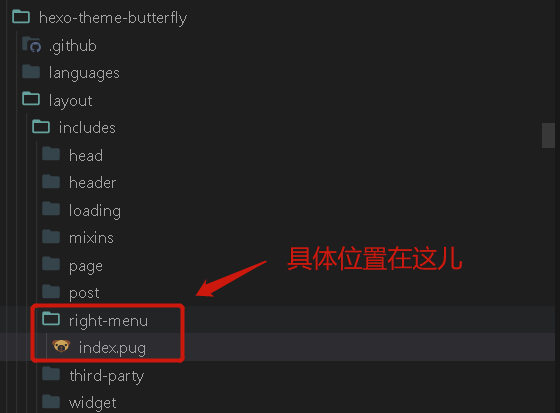 hexo-theme-butterfly
.github
languages
layout
includes
head
header
loading
mixins
page
具体位置在这儿
post
right-menu
index.pug
third-party
widget